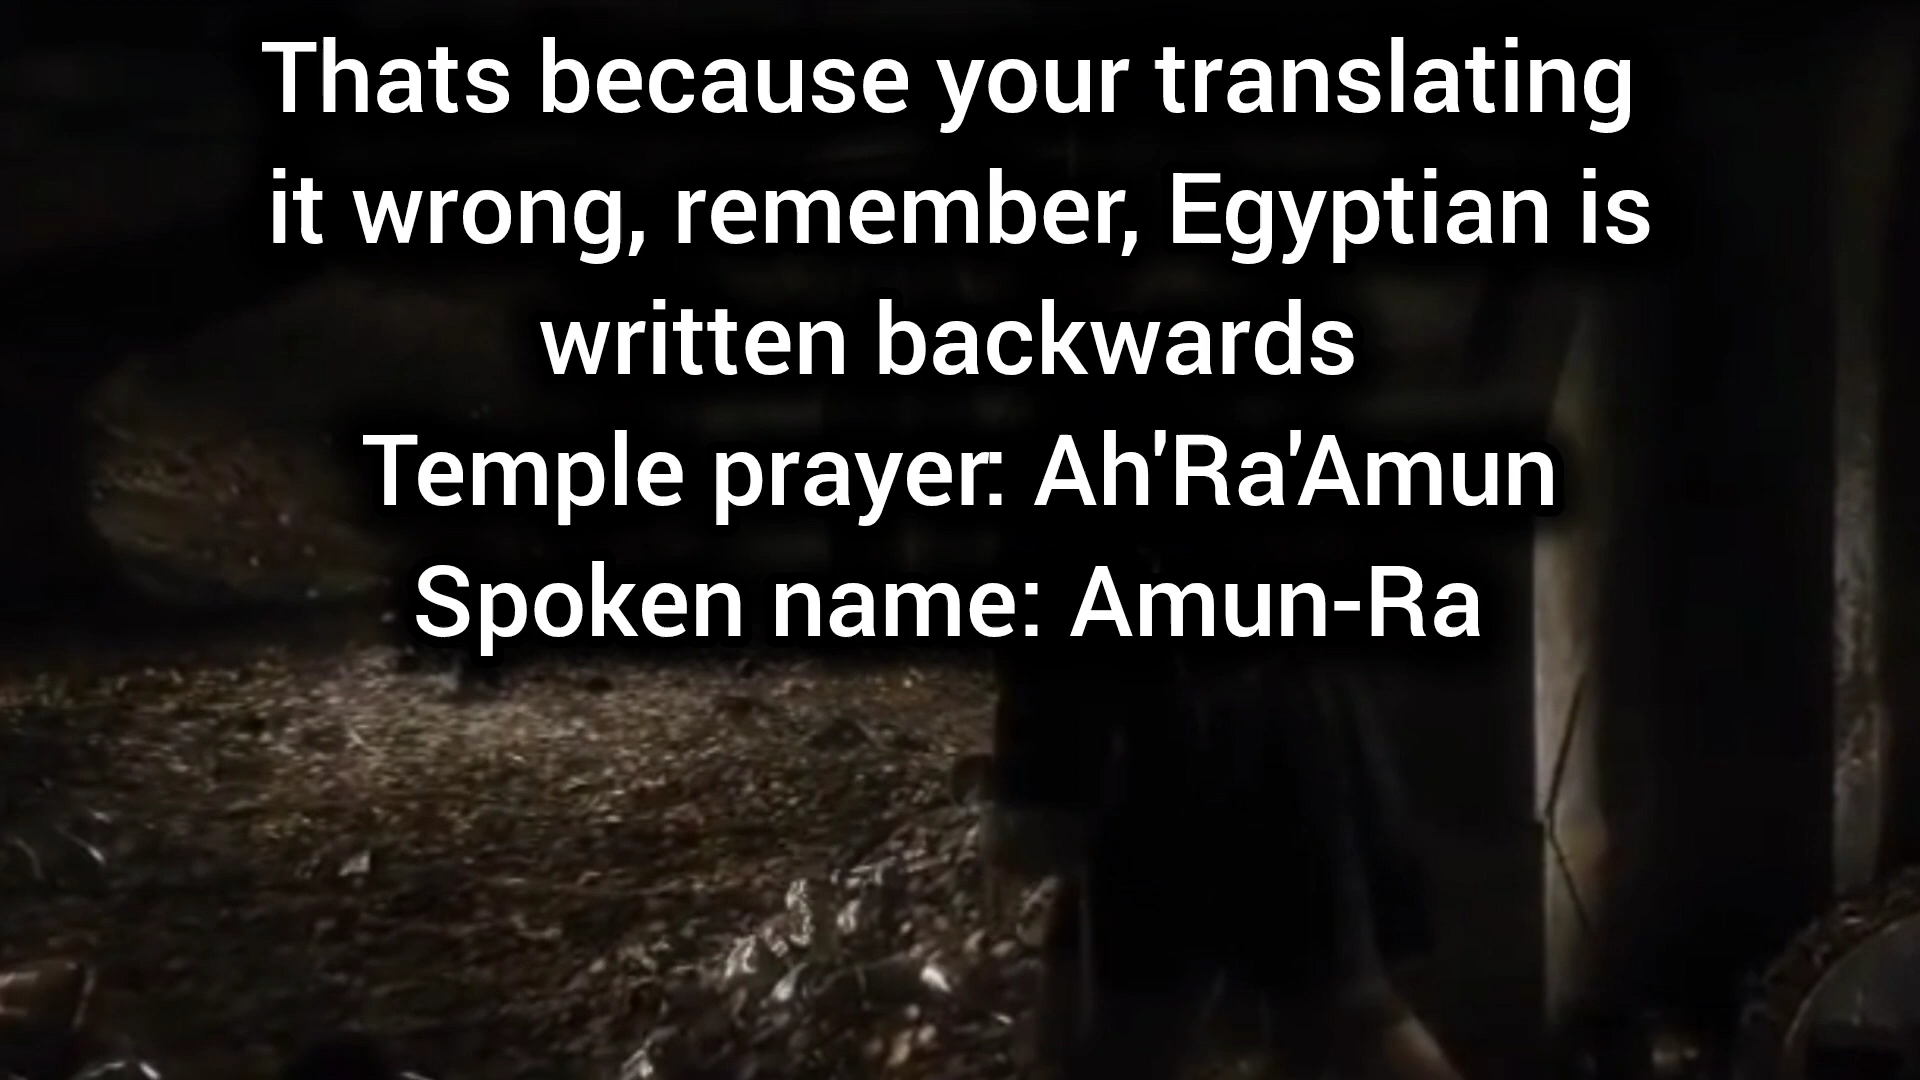 Thats because your translating
it wrong, remember, Egyptian is
written backwards
Temple prayer: Ah'Ra'Amun
Spoken name: Amun-Ra